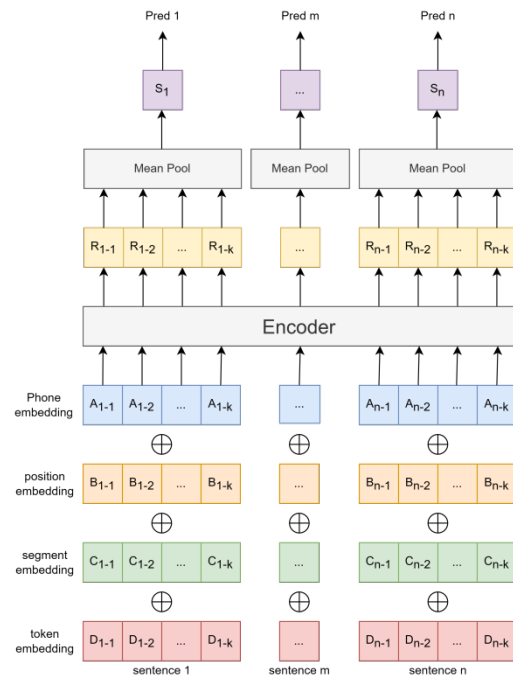 Pred 1 Pred m Pred n
S1 ... Sn
Mean Pool Mean Pool Mean Pool
R1-1 R1-2 ... R1-k ... Rn-1 Rn-2 ... Rn-k
Encoder
Phone embedding A1-1 A1-2 ... A1-k ... An-1 An-2 ... An-k
position embedding B1-1 B1-2 ... B1-k ... Bn-1 Bn-2 ... Bn-k
segment embedding C1-1 C1-2 ... C1-k ... Cn-1 Cn-2 ... Cn-k
token embedding D1-1 D1-2 ... D1-k ... Dn-1 Dn-2 ... Dn-k
sentence 1 sentence m sentence n